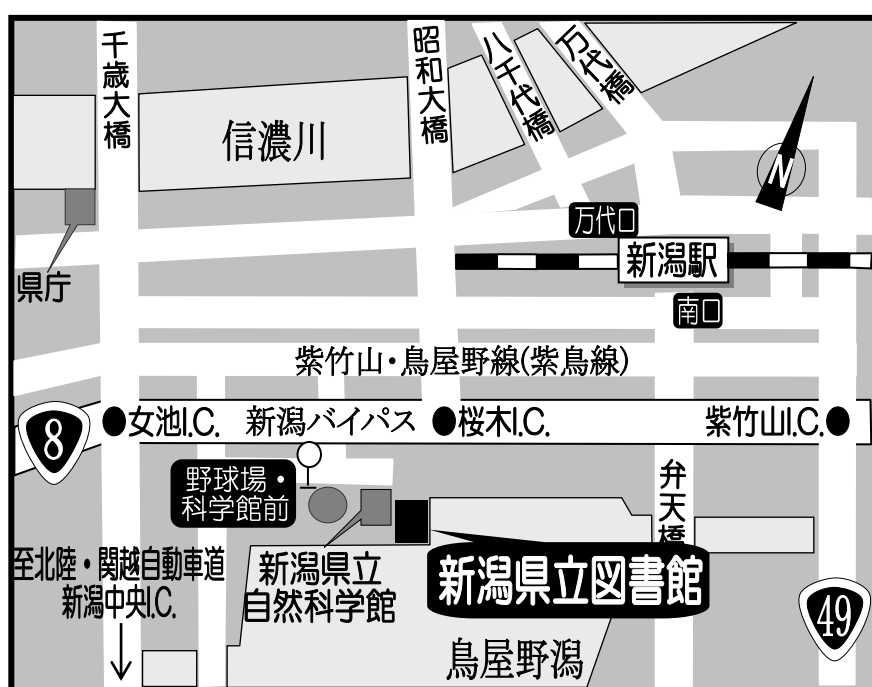 千歳大橋
昭和大橋
八千代橋
万代橋
信濃川
N
万代口
新潟駅
県庁
南口
紫竹山・鳥屋野線(紫鳥線)
8
女池I.C.
新潟バイパス
桜木I.C.
紫竹山I.C.
野球場・
科学館前
弁天橋
至北陸・関越自動車道
新潟中央I.C.
新潟県立
自然科学館
新潟県立図書館
49
鳥屋野潟